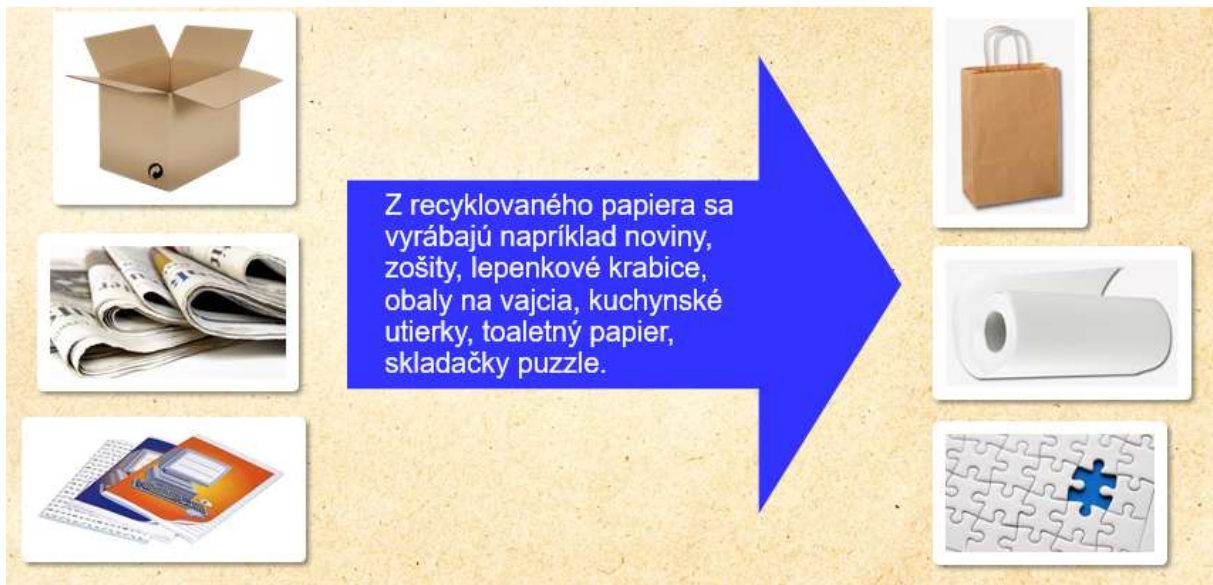 Z recyklovaného papiera sa
vyrábajú napríklad noviny,
zošity, lepenkové krabice,
obaly na vajcia, kuchynské
utierky, toaletný papier,
skladačky puzzle.